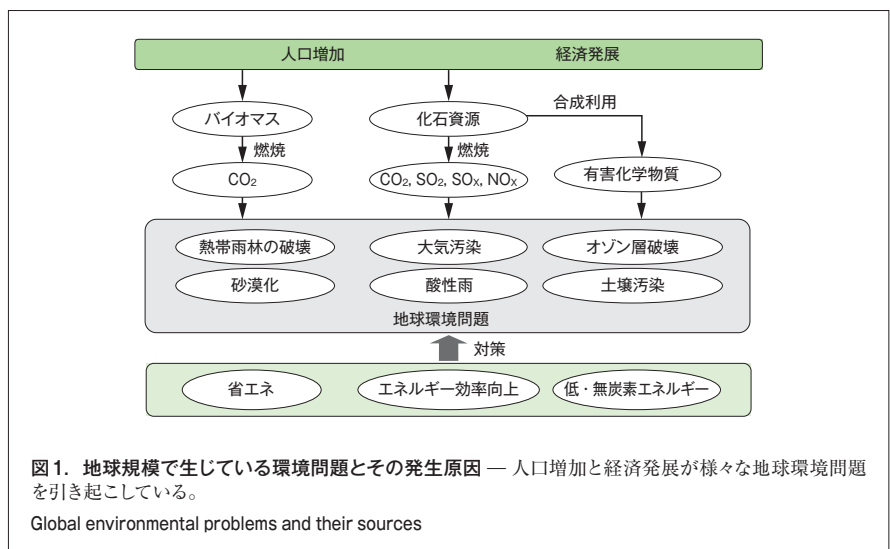 人口増加 経済発展
合成利用
バイオマス 化石資源
燃焼 燃焼
CO₂ CO₂, SO₂, SOₓ, NOₓ 有害化学物質
熱帯雨林の破壊 大気汚染 オゾン層破壊
砂漠化 酸性雨 土壌汚染
地球環境問題
対策
省エネ エネルギー効率向上 低・無炭素エネルギー
図1. 地球規模で生じている環境問題とその発生原因 — 人口増加と経済発展が様々な地球環境問題
を引き起こしている。
Global environmental problems and their sources